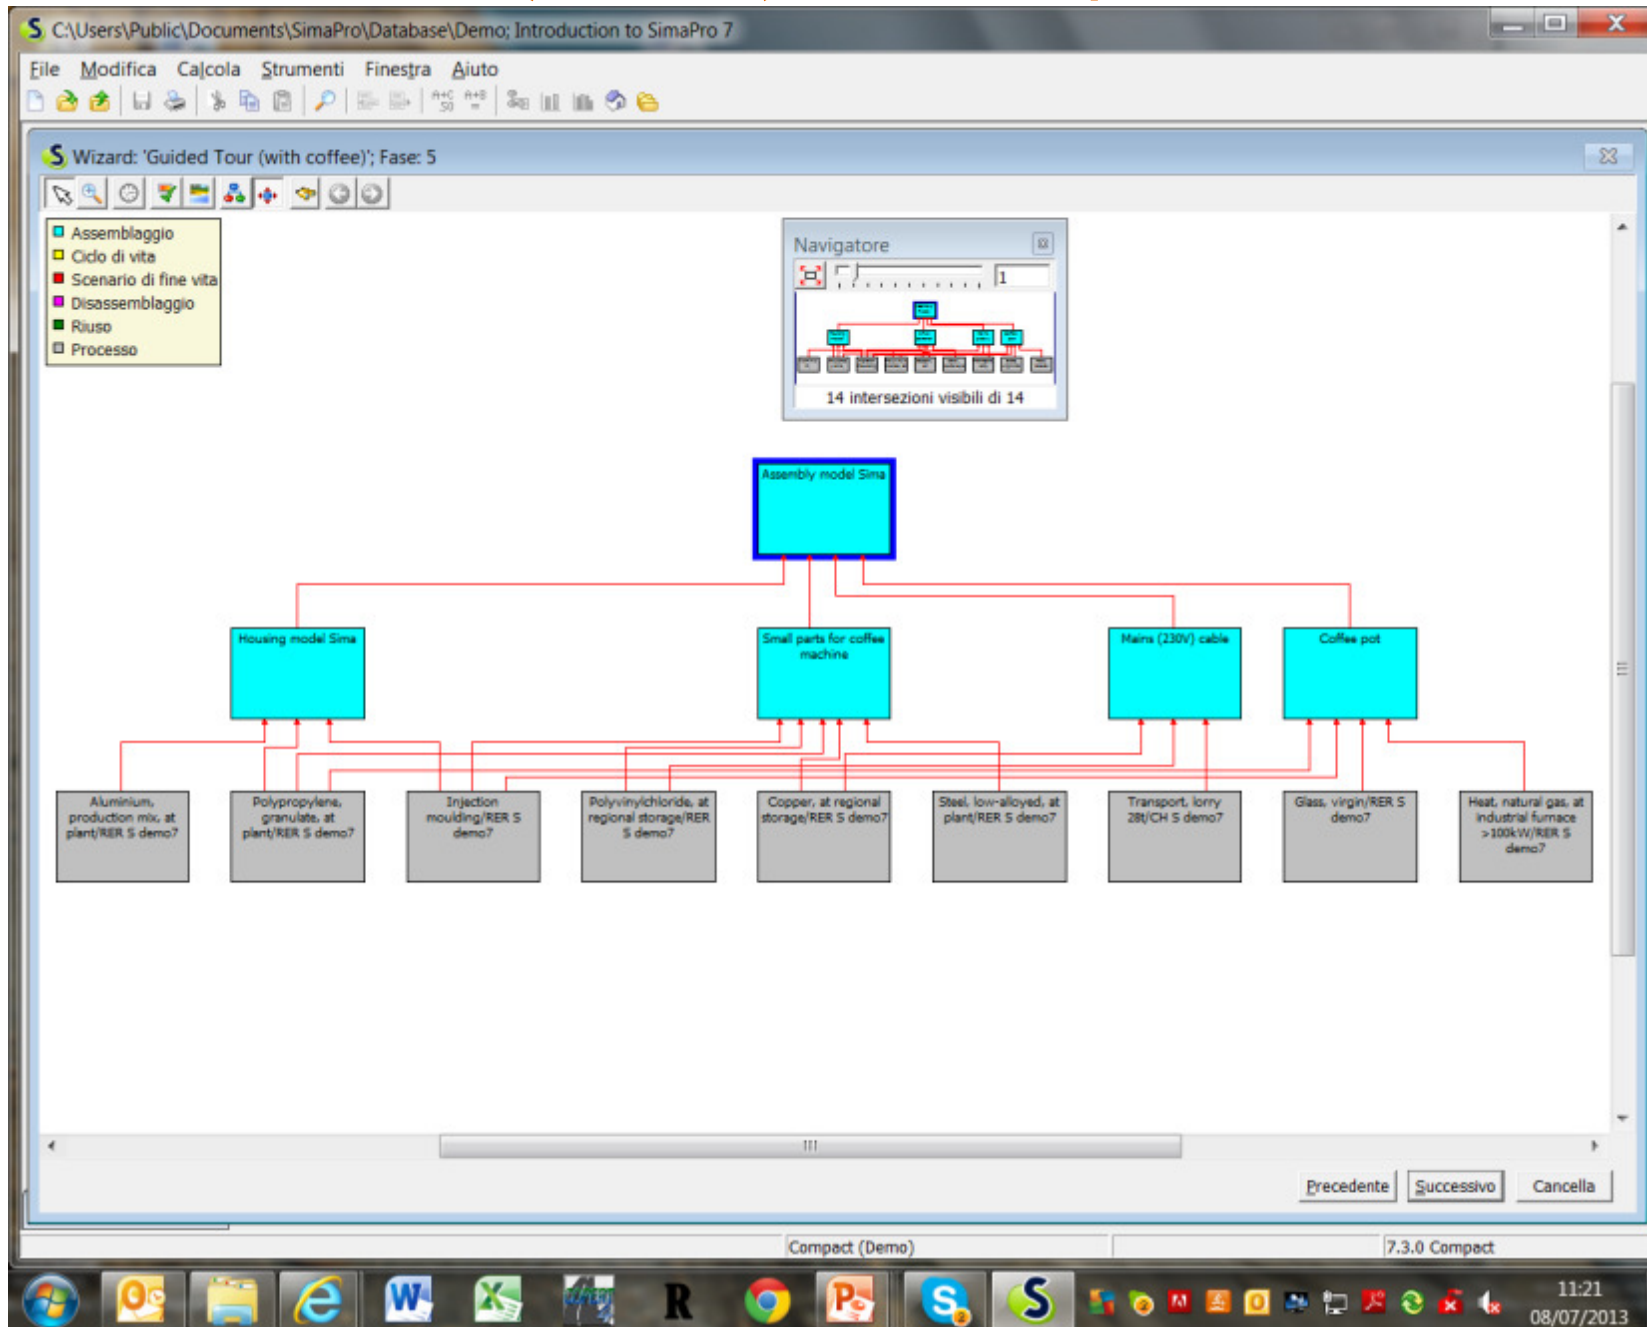 C:\Users\Public\Documents\SimaPro\Database\Demo; Introduction to SimaPro 7
File Modifica Calcola Strumenti Finestra Aiuto
Wizard: 'Guided Tour (with coffee)'; Fase: 5
Assemblaggio
Ciclo di vita
Scenario di fine vita
Disassemblaggio
Riuso
Processo
Navigatore
1
14 intersezioni visibili di 14
Assembly model Sima
Housing model Sima
Small parts for coffee
machine
Mains (230V) cable
Coffee pot
Aluminium,
production mix, at
plant/RER S demo7
Polypropylene,
granulate, at
plant/RER S demo7
Injection
moulding/RER S
demo7
Polyvinylchloride, at
regional storage/RER
S demo7
Copper, at regional
storage/RER S demo7
Steel, low-alloyed, at
plant/RER S demo7
Transport, lorry
28t/CH S demo7
Glass, virgin/RER S
demo7
Heat, natural gas, at
industrial furnace
>100kW/RER S
demo7
Precedente Successivo Cancella
Compact (Demo) 7.3.0 Compact
11:21
08/07/2013